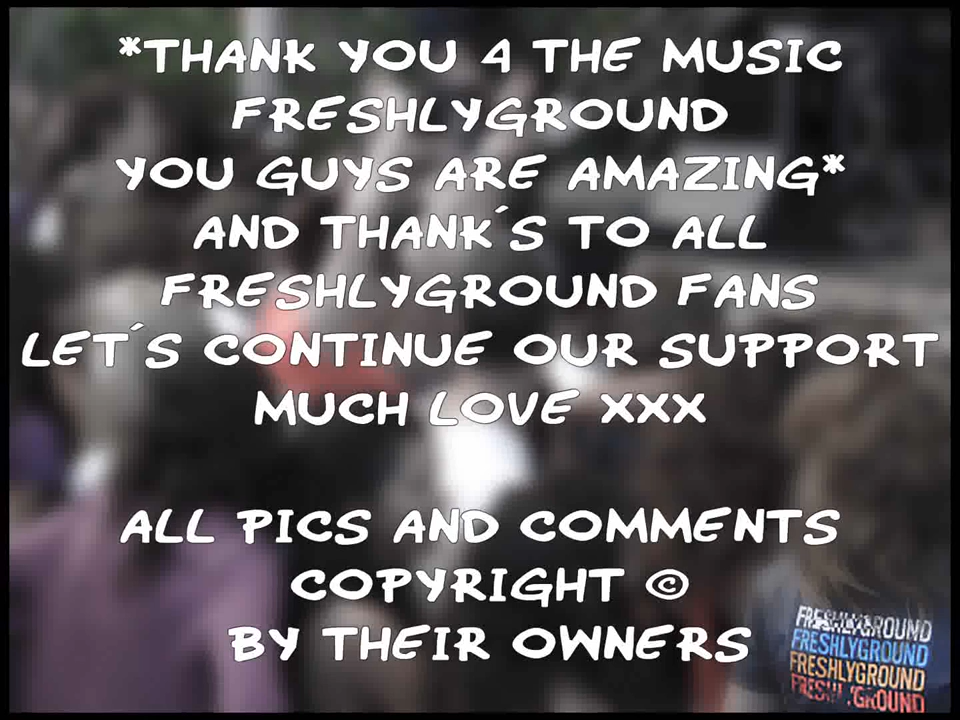 *THANK YOU 4 THE MUSIC
FRESHLYGROUND
YOU GUYS ARE AMAZING*
AND THANK´S TO ALL
FRESHLYGROUND FANS
LET´S CONTINUE OUR SUPPORT
MUCH LOVE XXX
ALL PICS AND COMMENTS
COPYRIGHT ©
BY THEIR OWNERS
FRESHLYGROUND
FRESHLYGROUND
FRESHLYGROUND
FRESHLYGROUND